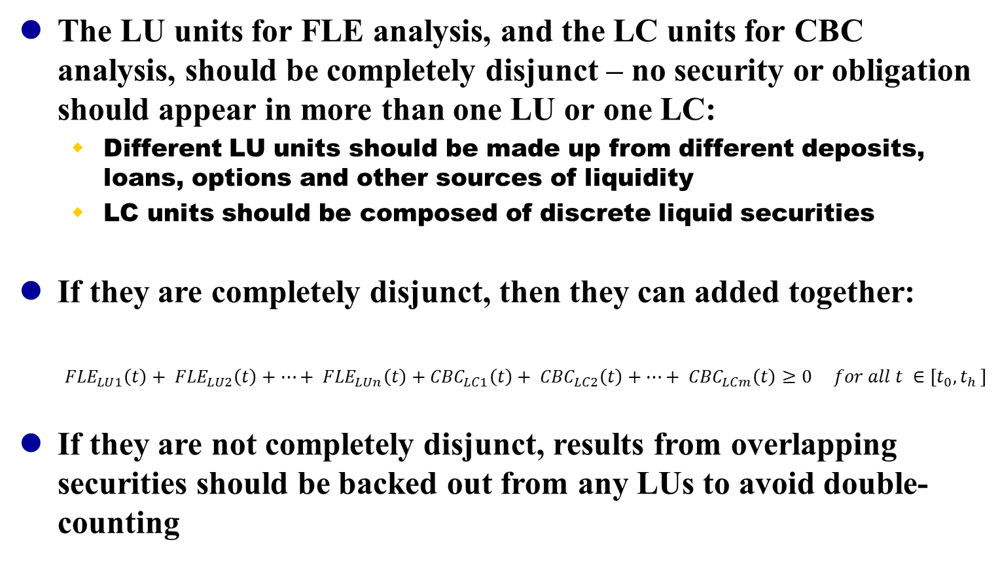 The LU units for FLE analysis, and the LC units for CBC
analysis, should be completely disjunct – no security or obligation
should appear in more than one LU or one LC:
Different LU units should be made up from different deposits,
loans, options and other sources of liquidity
LC units should be composed of discrete liquid securities
If they are completely disjunct, then they can added together:
FLE_{LU1}(t) + FLE_{LU2}(t) + ⋯ + FLE_{LUn}(t) + CBC_{LC1}(t) + CBC_{LC2}(t) + ⋯ + CBC_{LCm}(t) ≥ 0 for all t ∈ [t_0, t_h]
If they are not completely disjunct, results from overlapping
securities should be backed out from any LUs to avoid double-
counting